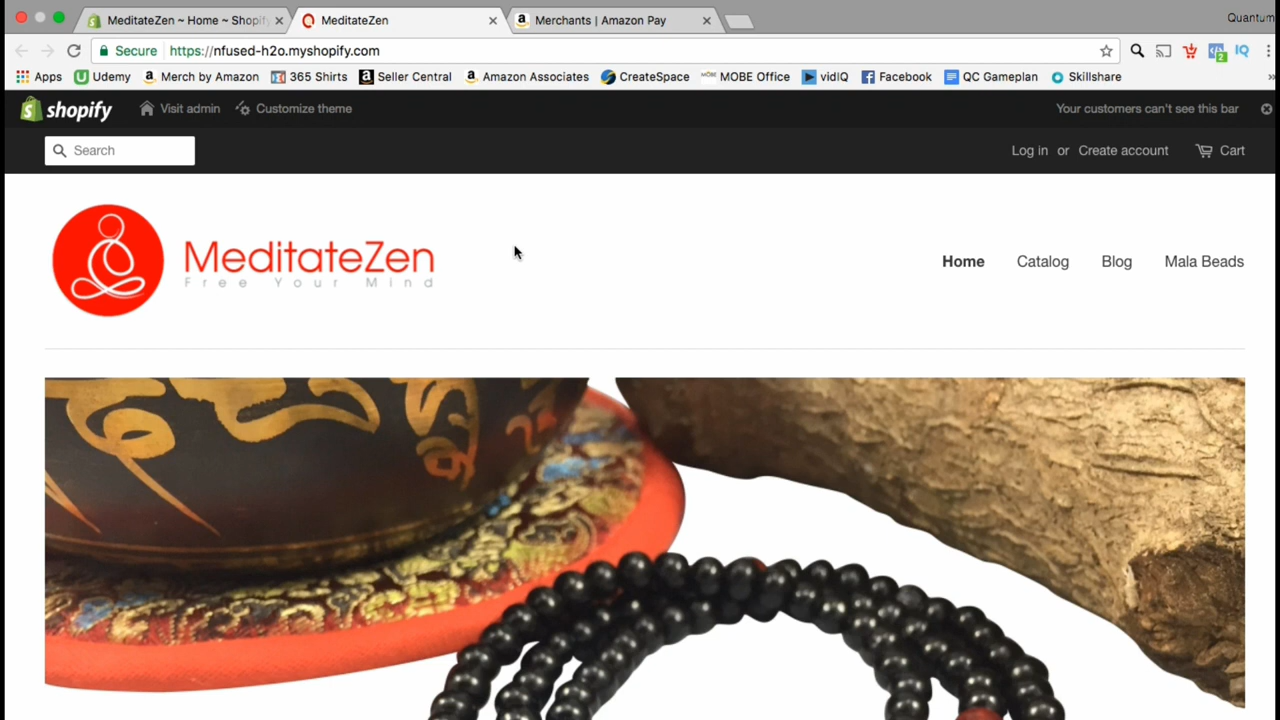 MeditateZen ~ Home ~ Shopify
MeditateZen
Merchants | Amazon Pay
Quantum
Secure
https://nfused-h2o.myshopify.com
2
IQ
Apps
Udemy
Merch by Amazon
365 Shirts
Seller Central
Amazon Associates
CreateSpace
MOBE
MOBE Office
vidIQ
Facebook
QC Gameplan
Skillshare
»
shopify
Visit admin
Customize theme
Your customers can't see this bar
Search
Log in or Create account
Cart
MeditateZen
Free Your Mind
Home
Catalog
Blog
Mala Beads